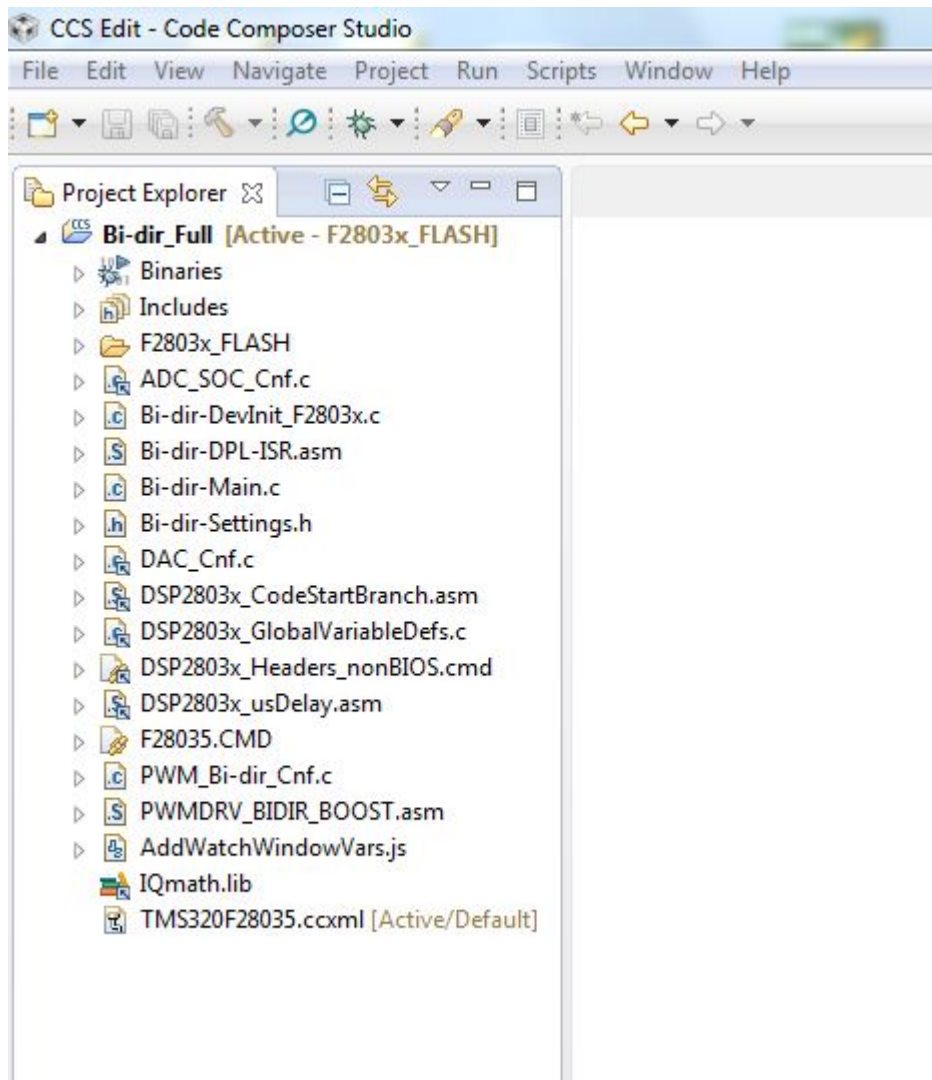 CCS Edit - Code Composer Studio
File Edit View Navigate Project Run Scripts Window Help
Project Explorer
Bi-dir_Full [Active - F2803x_FLASH]
Binaries
Includes
F2803x_FLASH
ADC_SOC_Cnf.c
Bi-dir-DevInit_F2803x.c
Bi-dir-DPL-ISR.asm
Bi-dir-Main.c
Bi-dir-Settings.h
DAC_Cnf.c
DSP2803x_CodeStartBranch.asm
DSP2803x_GlobalVariableDefs.c
DSP2803x_Headers_nonBIOS.cmd
DSP2803x_usDelay.asm
F28035.CMD
PWM_Bi-dir_Cnf.c
PWMDRV_BIDIR_BOOST.asm
AddWatchWindowVars.js
IQmath.lib
TMS320F28035.ccxml [Active/Default]